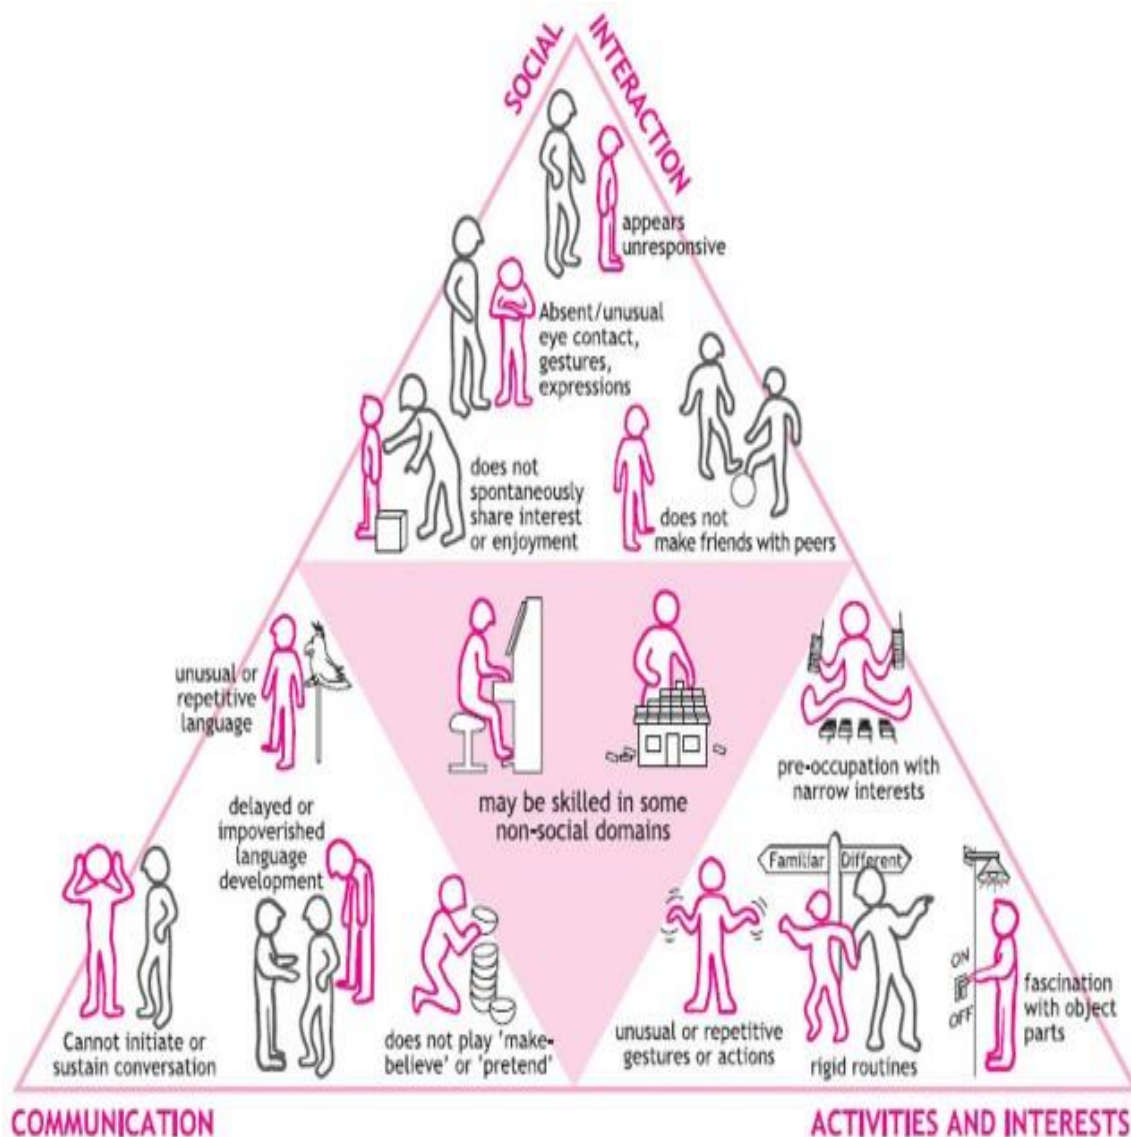 SOCIAL
INTERACTION
appears
unresponsive
Absent/unusual
eye contact,
gestures,
expressions
does not
spontaneously
share interest
or enjoyment
does not
make friends with peers
unusual or
repetitive
language
may be skilled in some
non-social domains
pre-occupation with
narrow interests
delayed or
impoverished
language
development
Familiar
Different
Cannot initiate or
sustain conversation
does not play 'make-
believe' or 'pretend'
unusual or repetitive
gestures or actions
rigid routines
ON
OFF
fascination
with object
parts
COMMUNICATION
ACTIVITIES AND INTERESTS